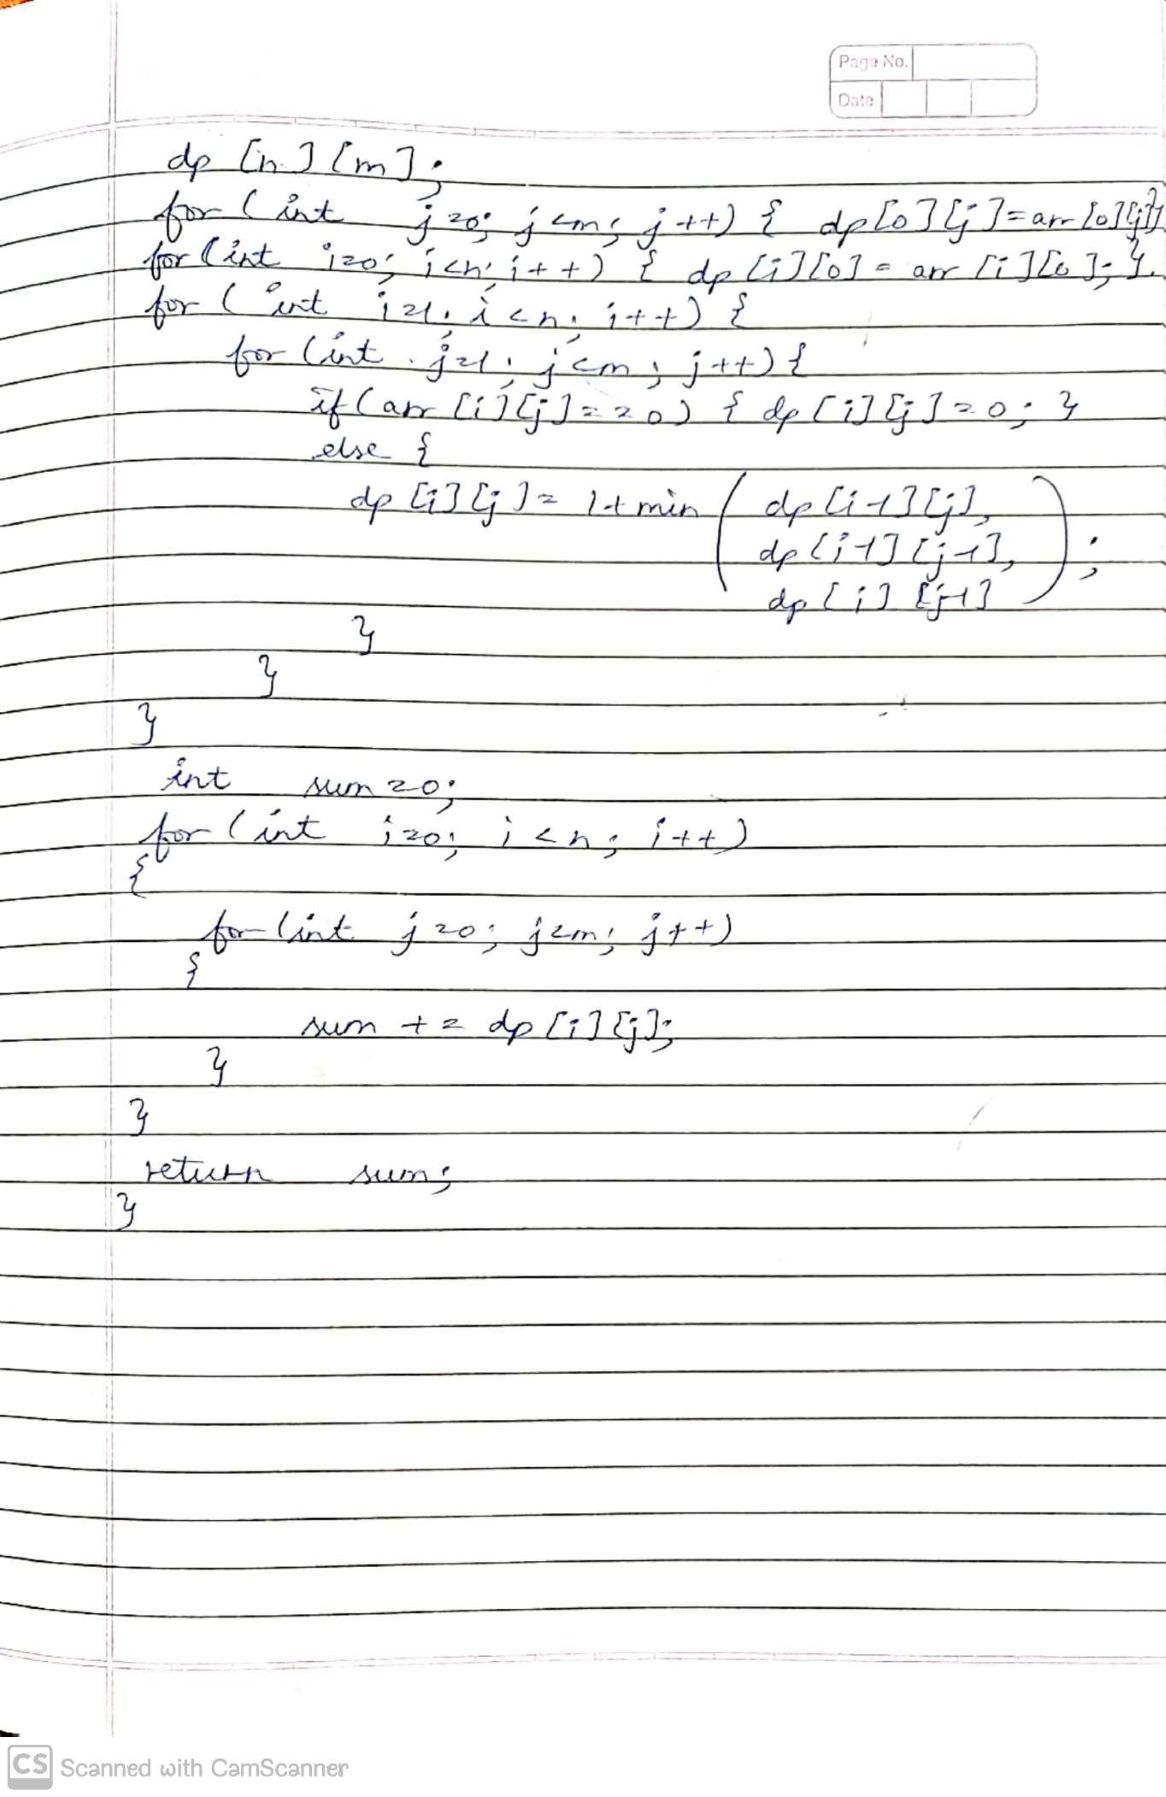 Page No.
Date
dp [n] [m];
for (int j=0; j<m; j++) { dp[0][j]=arr[0][j];}
for (int i=0; i<n; i++) { dp[i][0] = arr[i][0]; }
for (int i=1; i<n; i++) {
for (int j=1; j<m; j++) {
if (arr[i][j]==0) { dp[i][j]=0; }
else {
dp[i][j]= 1+min ( dp[i-1][j],
dp[i-1][j-1],
dp[i][j-1] );
}
}
}
int sum=0;
for (int i=0; i<n; i++)
{
for (int j=0; j<m; j++)
{
sum += dp[i][j];
}
}
return sum;
}
CS Scanned with CamScanner